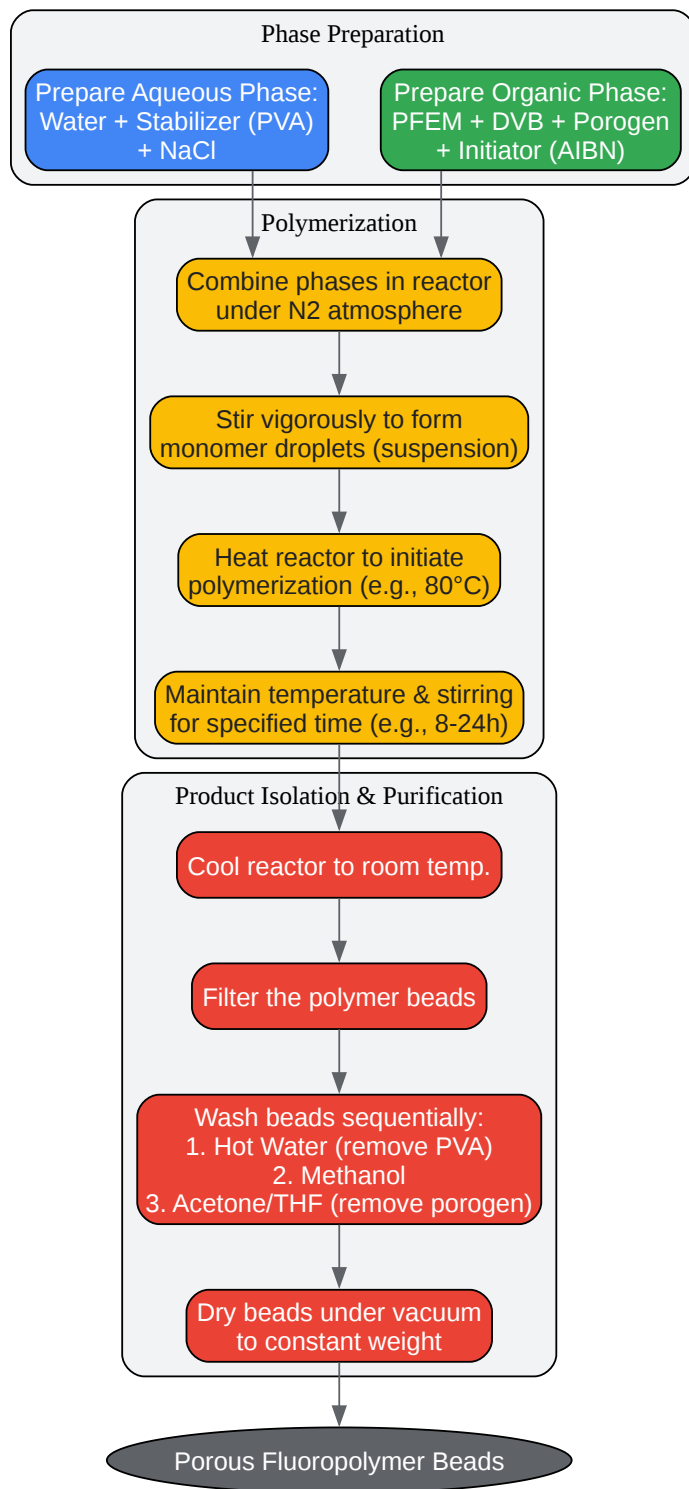 Phase Preparation
Prepare Aqueous Phase:
Water + Stabilizer (PVA)
+ NaCl
Prepare Organic Phase:
PFEM + DVB + Porogen
+ Initiator (AIBN)
Polymerization
Combine phases in reactor
under N2 atmosphere
Stir vigorously to form
monomer droplets (suspension)
Heat reactor to initiate
polymerization (e.g., 80°C)
Maintain temperature & stirring
for specified time (e.g., 8-24h)
Product Isolation & Purification
Cool reactor to room temp.
Filter the polymer beads
Wash beads sequentially:
1. Hot Water (remove PVA)
2. Methanol
3. Acetone/THF (remove porogen)
Dry beads under vacuum
to constant weight
Porous Fluoropolymer Beads